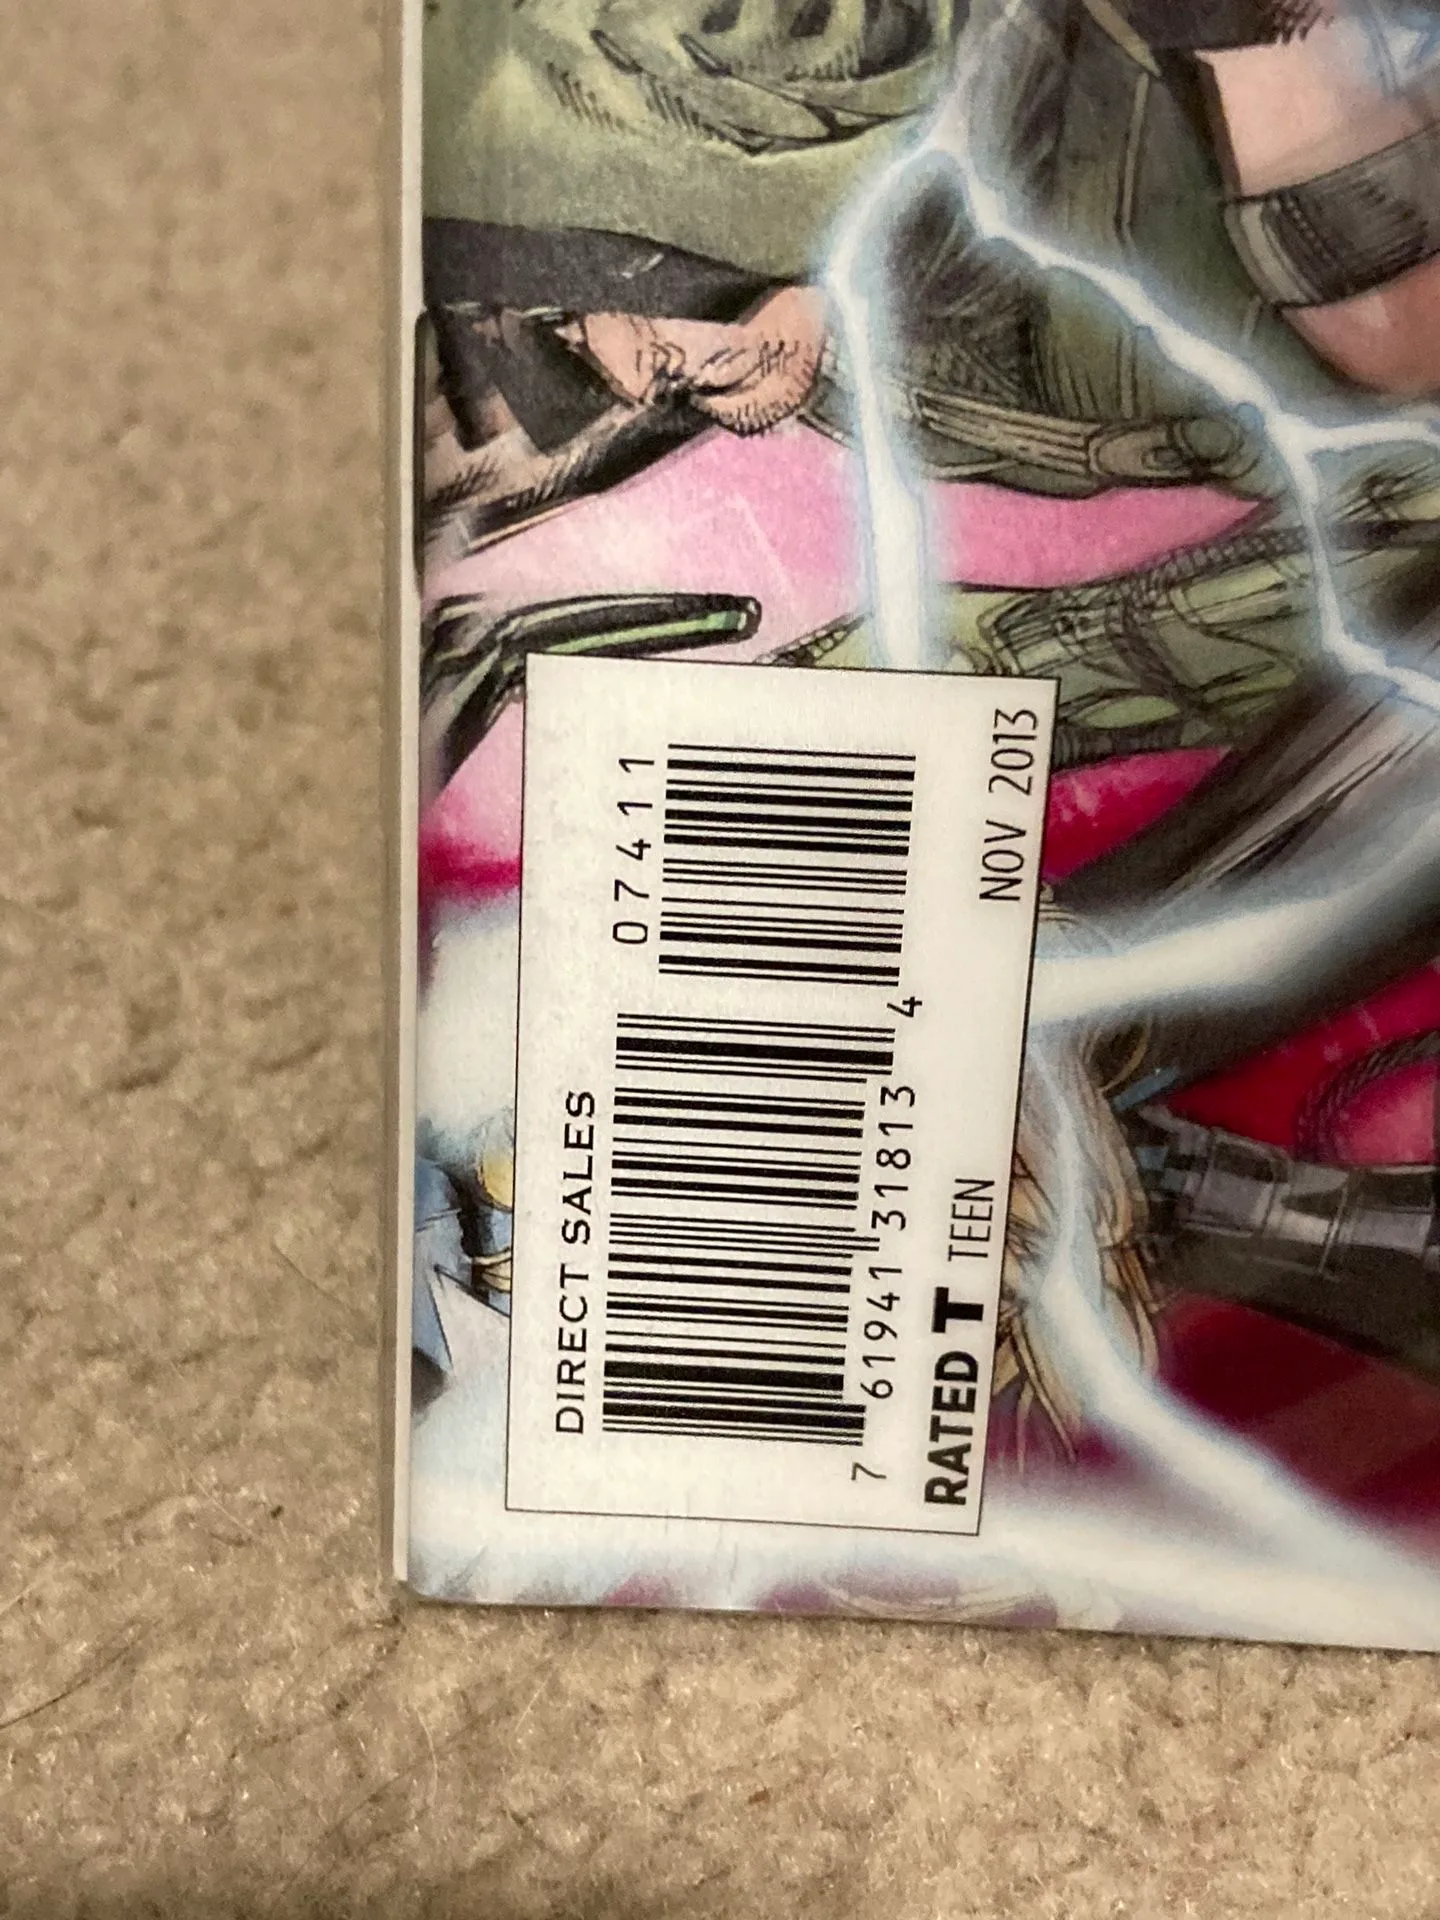 DIRECT SALES
07411
7 61941 31813 4
RATED T TEEN NOV 2013